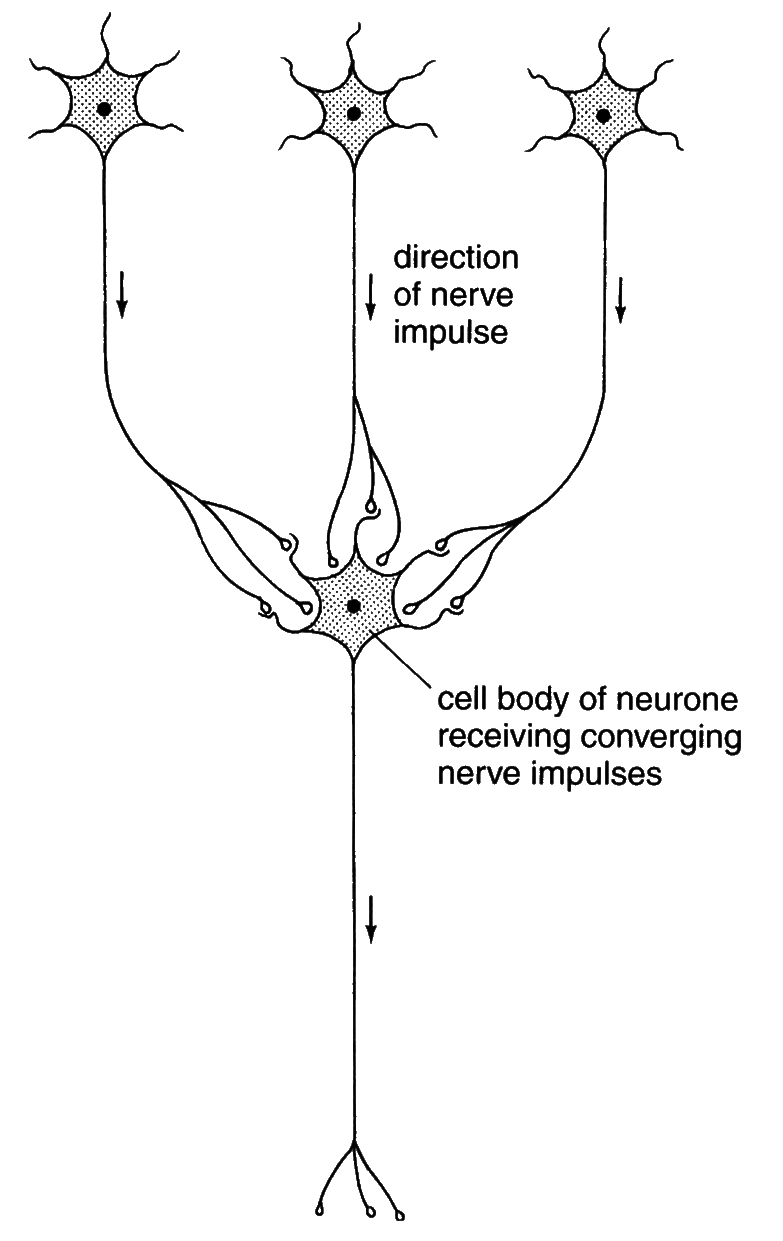 direction
of nerve
impulse
cell body of neurone
receiving converging
nerve impulses